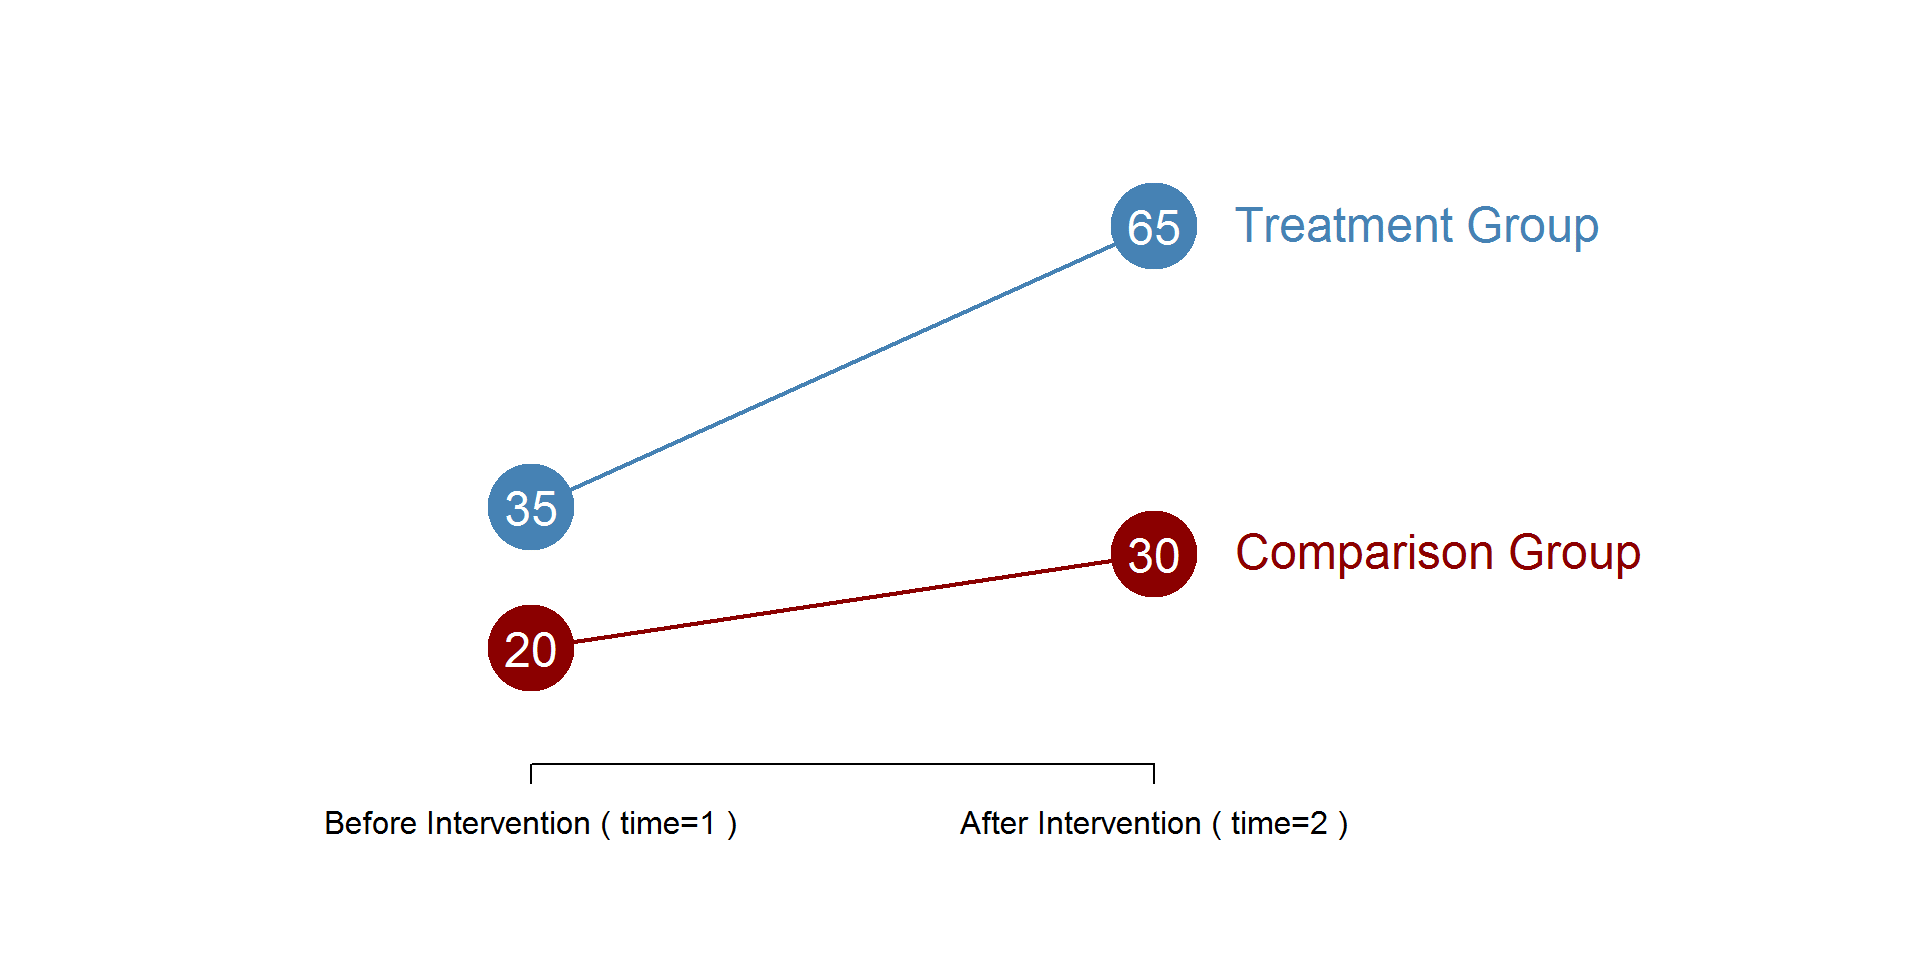 65 Treatment Group
35
30 Comparison Group
20
Before Intervention ( time=1 ) After Intervention ( time=2 )